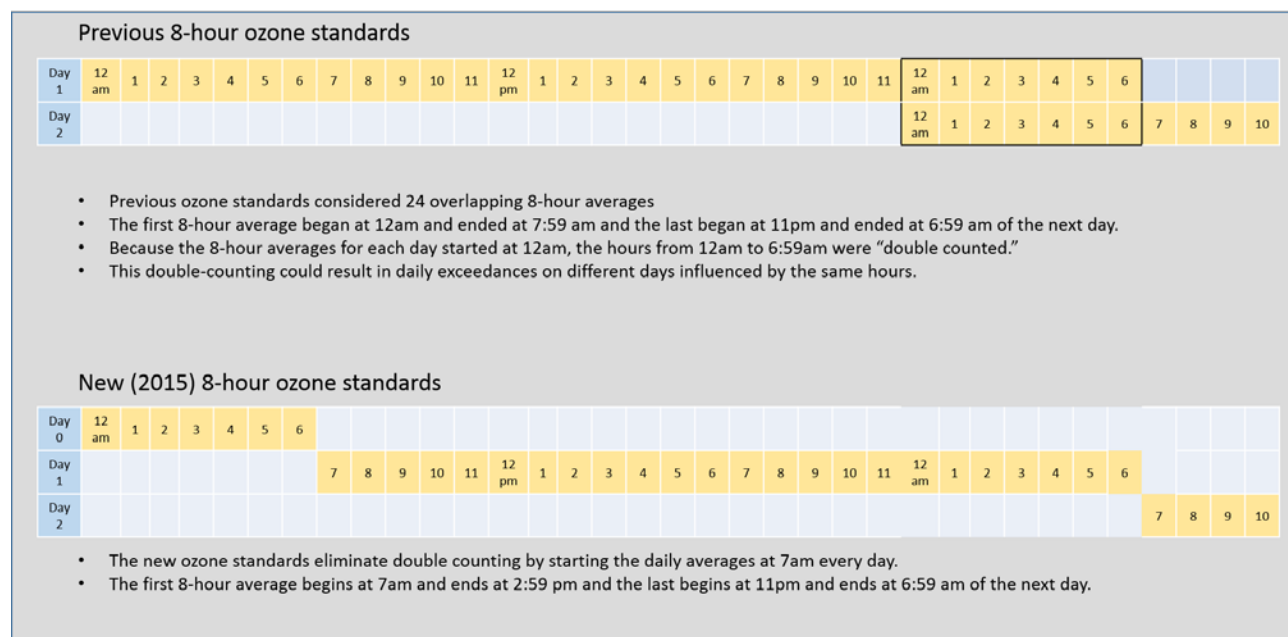 Previous 8-hour ozone standards
Day 1 12 am 1 2 3 4 5 6 7 8 9 10 11 12 pm 1 2 3 4 5 6 7 8 9 10 11 12 am 1 2 3 4 5 6
Day 2 12 am 1 2 3 4 5 6 7 8 9 10
• Previous ozone standards considered 24 overlapping 8-hour averages
• The first 8-hour average began at 12am and ended at 7:59 am and the last began at 11pm and ended at 6:59 am of the next day.
• Because the 8-hour averages for each day started at 12am, the hours from 12am to 6:59am were “double counted.”
• This double-counting could result in daily exceedances on different days influenced by the same hours.
New (2015) 8-hour ozone standards
Day 0 12 am 1 2 3 4 5 6
Day 1 7 8 9 10 11 12 pm 1 2 3 4 5 6 7 8 9 10 11 12 am 1 2 3 4 5 6
Day 2 7 8 9 10
• The new ozone standards eliminate double counting by starting the daily averages at 7am every day.
• The first 8-hour average begins at 7am and ends at 2:59 pm and the last begins at 11pm and ends at 6:59 am of the next day.